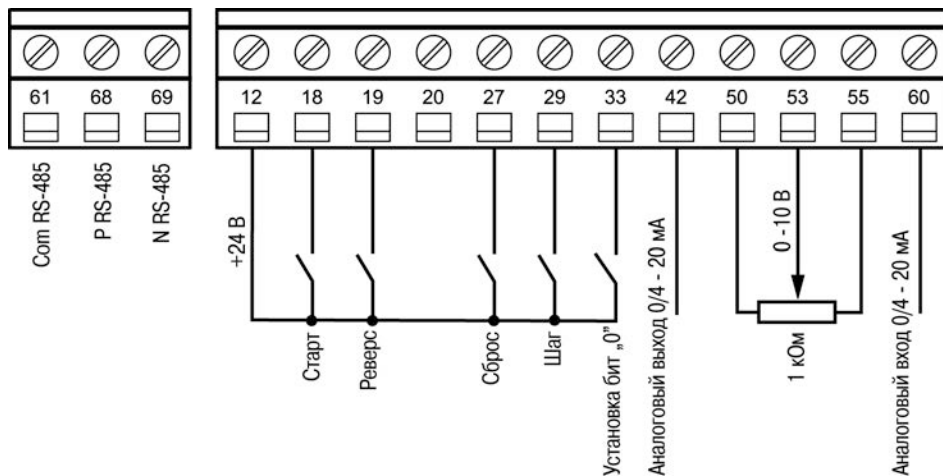 61 68 69
12 18 19 20 27 29 33 42 50 53 55 60
Com RS-485
P RS-485
N RS-485
+24 В
Старт
Реверс
Сброс
Шаг
Установка бит „0”
Аналоговый выход 0/4 - 20 мА
0 -10 В
1 кОм
Аналоговый вход 0/4 - 20 мА